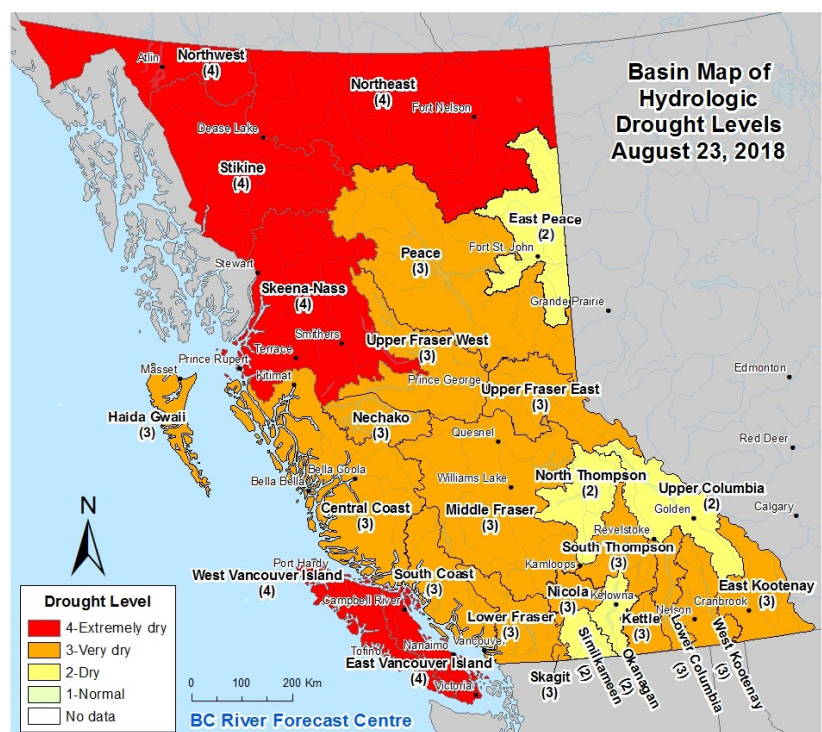 Basin Map of
Hydrologic
Drought Levels
August 23, 2018
Northwest
(4)
Atlin
Northeast
(4)
Fort Nelson
Dease Lake
Stikine
(4)
East Peace
(2)
Fort St. John
Peace
(3)
Stewart
Skeena-Nass
(4)
Grande Prairie
Smithers
Upper Fraser West
(3)
Terrace
Prince Rupert
Kitimat
Masset
Prince George
Upper Fraser East
(3)
Edmonton
Haida Gwaii
(3)
Nechako
(3)
Quesnel
Red Deer
Bella Coola
Bella Bella
Williams Lake
North Thompson
(2)
Upper Columbia
(2)
Golden
Calgary
Central Coast
(3)
Middle Fraser
(3)
Revelstoke
South Thompson
(3)
Port Hardy
West Vancouver Island
(4)
South Coast
(3)
Kamloops
East Kootenay
(3)
Campbell River
Nicola
(3)
Kelowna
Cranbrook
Nelson
Lower Fraser
(3)
Kettle
(3)
Nanaimo
Vancouve
Tofino
East Vancouver Island
(4)
Victoria
Skagit
(3)
Similkameen
(2)
Okanagan
(2)
Lower Columbia
(3)
West Kootenay
(3)
N
Drought Level
4-Extremely dry
3-Very dry
2-Dry
1-Normal
No data
0 100 200 Km
BC River Forecast Centre